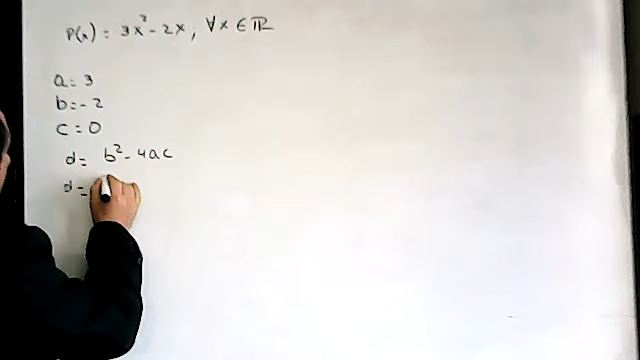 P(x) = 3x² - 2x, ∀x ∈ ℝ
a = 3
b = -2
c = 0
d = b² - 4ac
d =